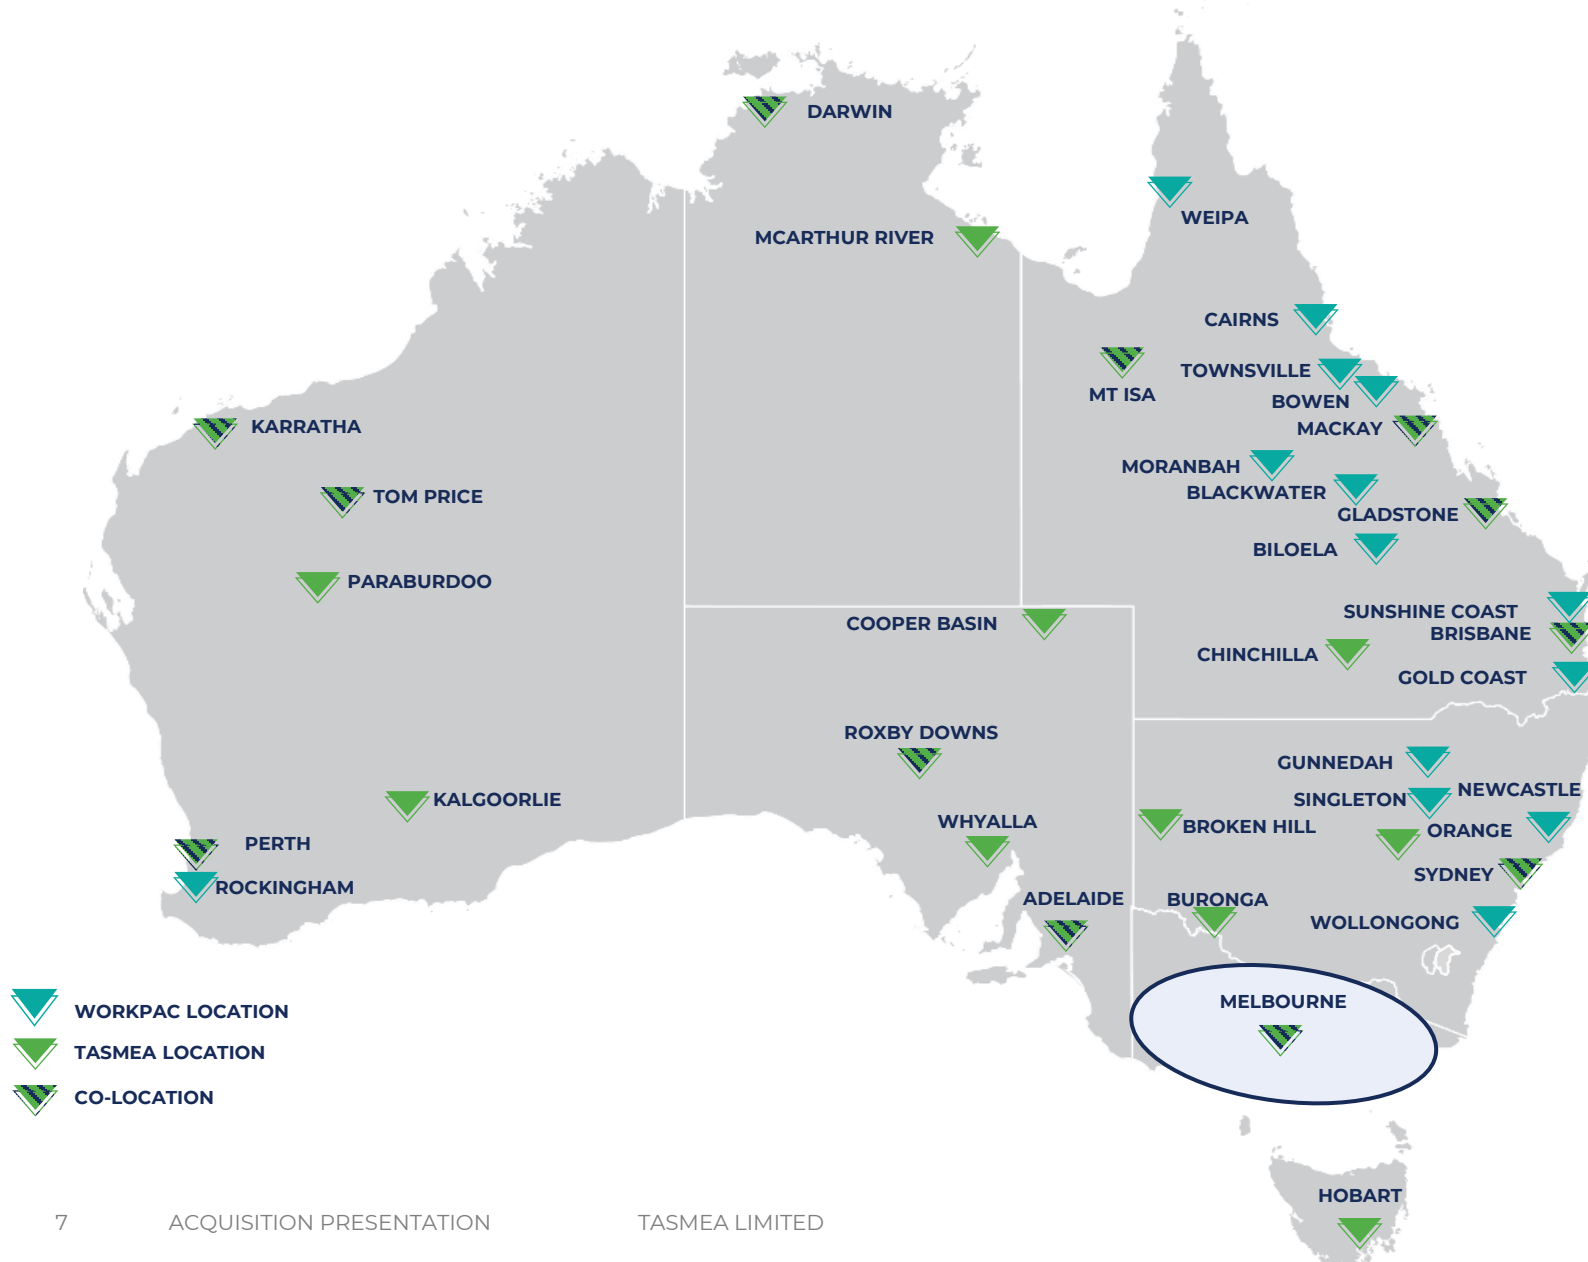 DARWIN
WEIPA
MCARTHUR RIVER
CAIRNS
TOWNSVILLE
MT ISA
BOWEN
KARRATHA
MACKAY
MORANBAH
BLACKWATER
TOM PRICE
GLADSTONE
BILOELA
PARABURDOO
SUNSHINE COAST
COOPER BASIN
BRISBANE
CHINCHILLA
GOLD COAST
ROXBY DOWNS
GUNNEDAH
NEWCASTLE
KALGOORLIE
SINGLETON
WHYALLA
BROKEN HILL
ORANGE
PERTH
SYDNEY
ROCKINGHAM
ADELAIDE
BURONGA
WOLLONGONG
MELBOURNE
WORKPAC LOCATION
TASMEA LOCATION
CO-LOCATION
HOBART
7 ACQUISITION PRESENTATION TASMEA LIMITED